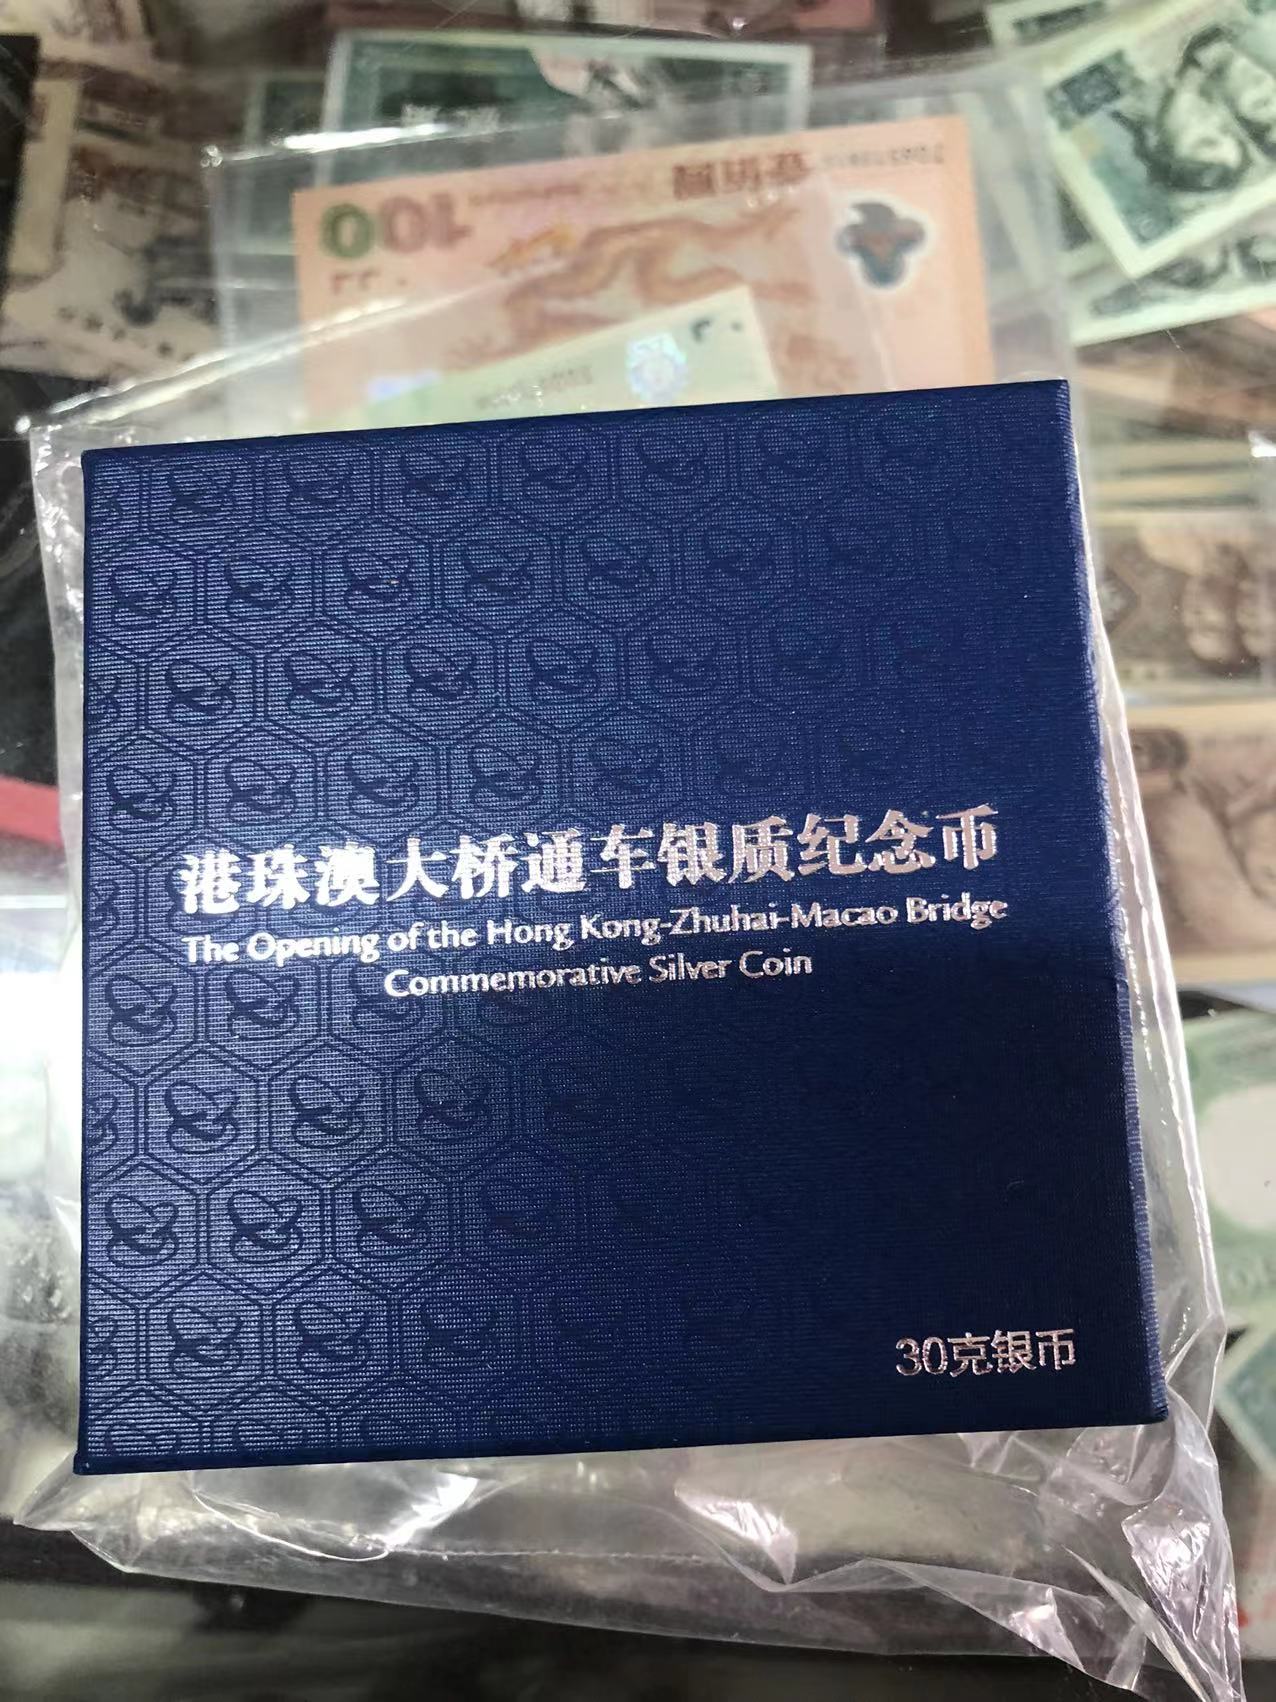 100
港珠澳大桥通车银质纪念币
The Opening of the Hong Kong-Zhuhai-Macao Bridge
Commemorative Silver Coin
30克银币